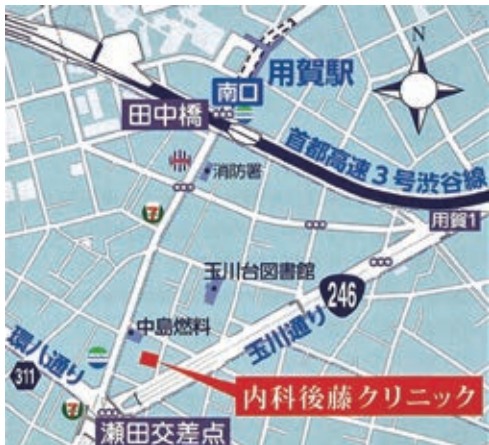 N
用賀駅
南口
田中橋
首都高速3号渋谷線
消防署
用賀1
7
玉川台図書館
246
玉川通り
中島燃料
環八通り
311
内科後藤クリニック
7
瀬田交差点